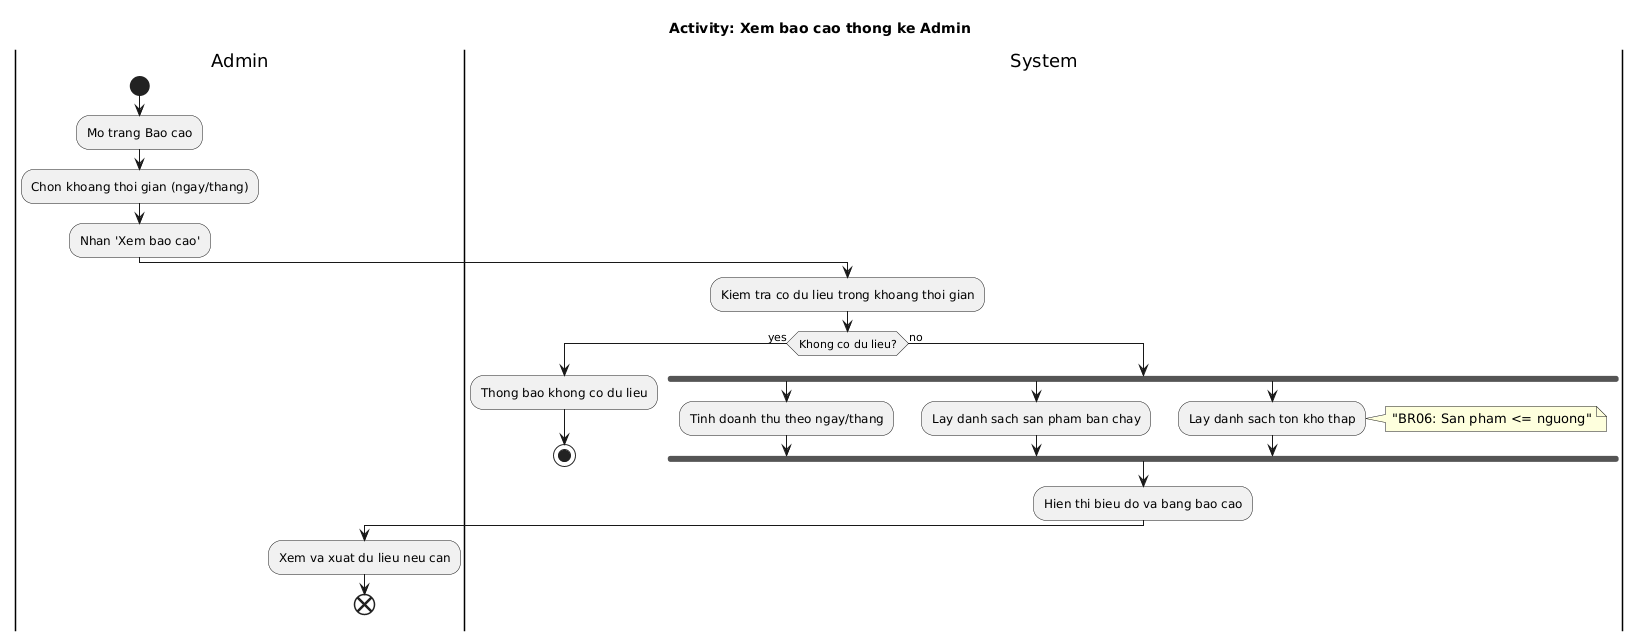 Activity: Xem bao cao thong ke Admin
Admin
System
Mo trang Bao cao
Chon khoang thoi gian (ngay/thang)
Nhan 'Xem bao cao'
Kiem tra co du lieu trong khoang thoi gian
yes
Khong co du lieu?
no
Thong bao khong co du lieu
Tinh doanh thu theo ngay/thang
Lay danh sach san pham ban chay
Lay danh sach ton kho thap
"BR06: San pham <= nguong"
Hien thi bieu do va bang bao cao
Xem va xuat du lieu neu can